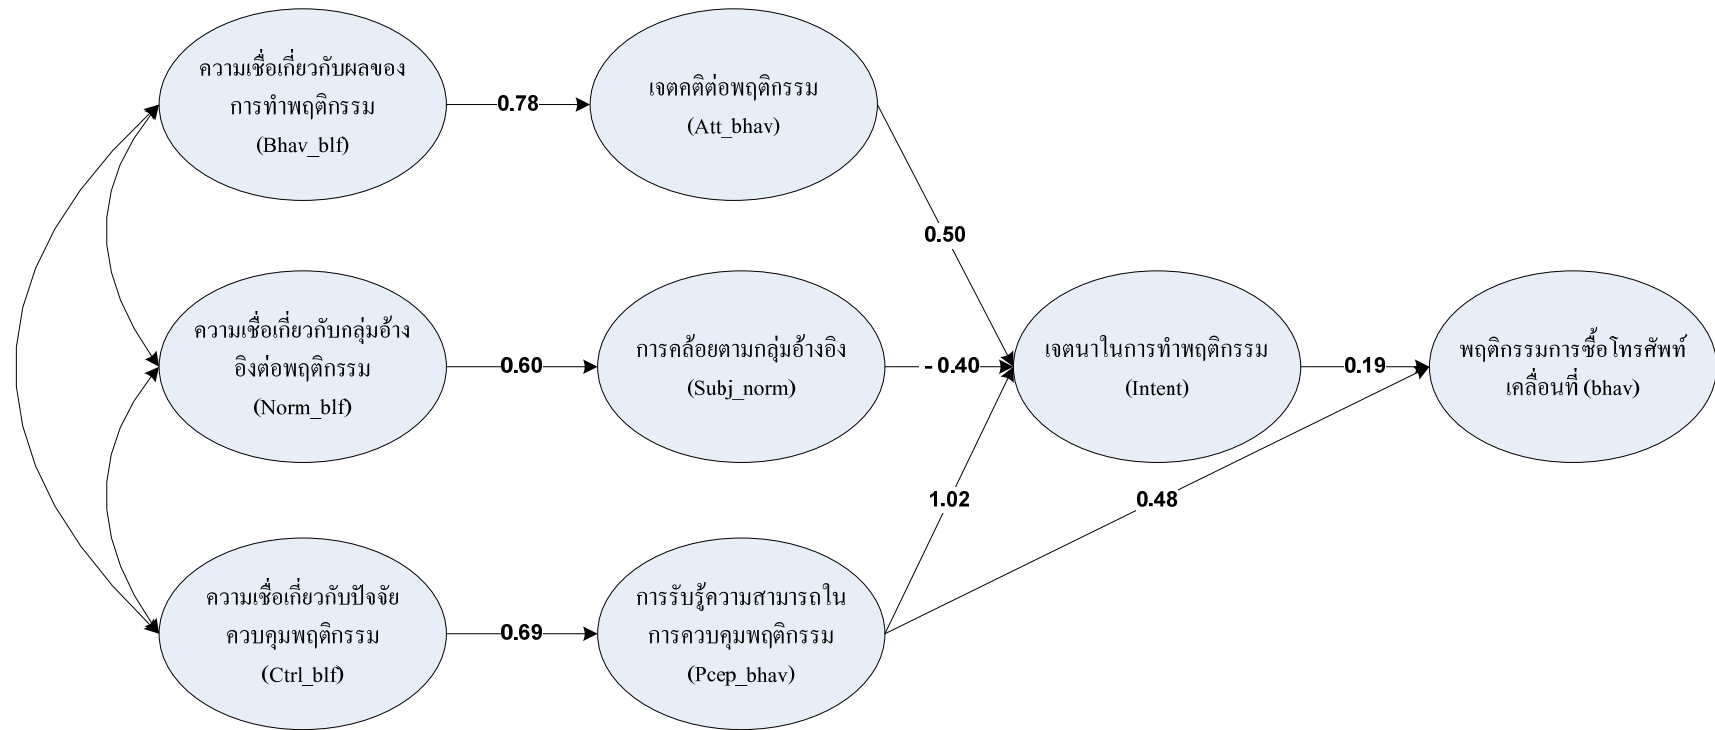 ความเชื่อเกี่ยวกับผลของ
การทำพฤติกรรม
(Bhav_blf)
0.78
เจตคติต่อพฤติกรรม
(Att_bhav)
0.50
ความเชื่อเกี่ยวกับกลุ่มอ้าง
อิงต่อพฤติกรรม
(Norm_blf)
0.60
การคล้อยตามกลุ่มอ้างอิง
(Subj_norm)
- 0.40
เจตนาในการทำพฤติกรรม
(Intent)
0.19
พฤติกรรมการซื้อโทรศัพท์
เคลื่อนที่ (bhav)
1.02
0.48
ความเชื่อเกี่ยวกับปัจจัย
ควบคุมพฤติกรรม
(Ctrl_blf)
0.69
การรับรู้ความสามารถใน
การควบคุมพฤติกรรม
(Pcep_bhav)